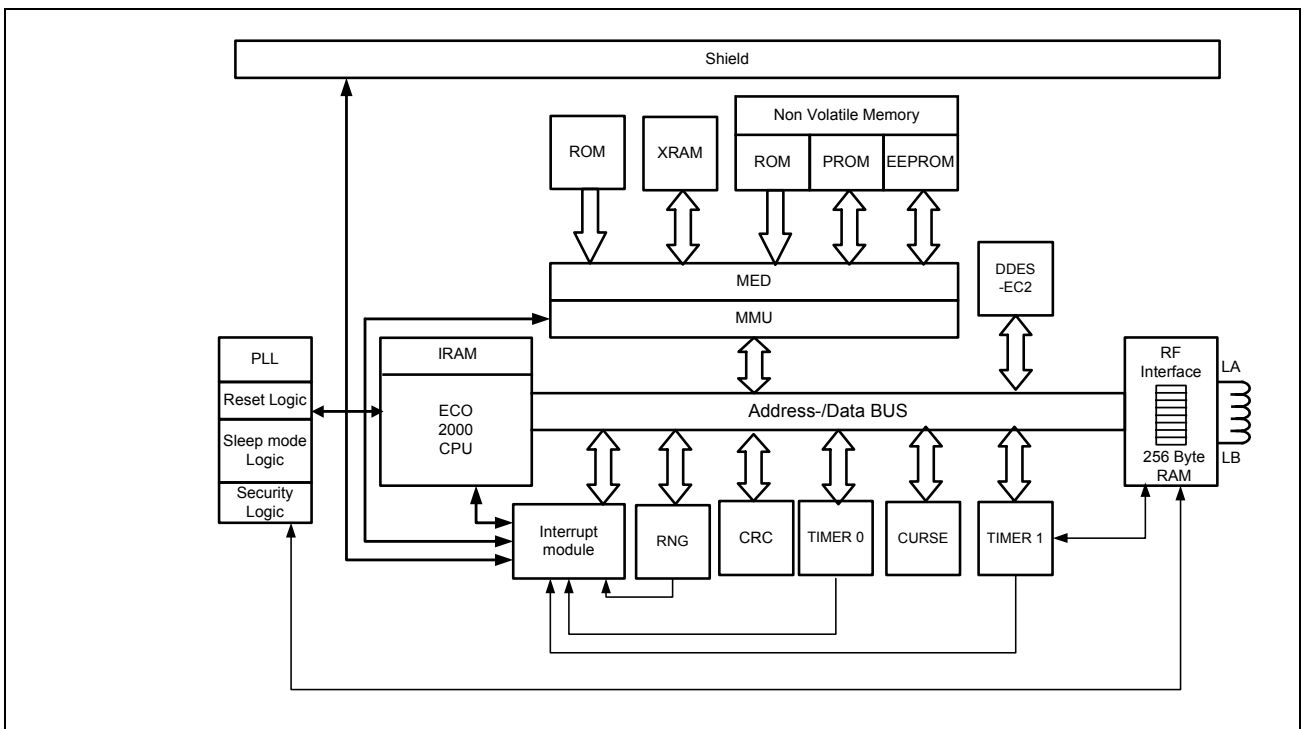 Shield
Non Volatile Memory
ROM
XRAM
ROM
PROM
EEPROM
MED
MMU
DDES
-EC2
PLL
Reset Logic
Sleep mode
Logic
Security
Logic
IRAM
ECO
2000
CPU
Address-/Data BUS
RF
Interface
256 Byte
RAM
LA
LB
Interrupt
module
RNG
CRC
TIMER 0
CURSE
TIMER 1